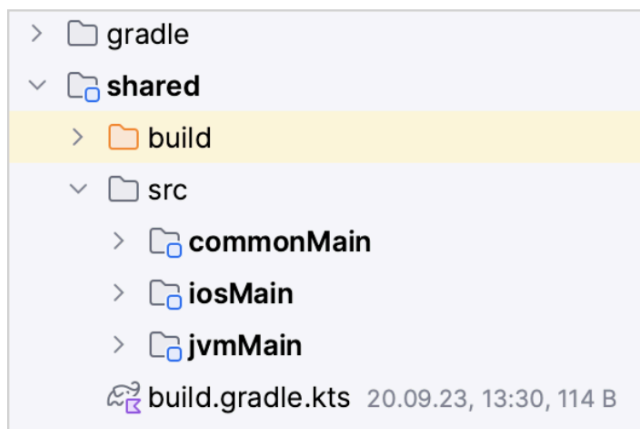 gradle
shared
build
src
commonMain
iosMain
jvmMain
build.gradle.kts 20.09.23, 13:30, 114 B